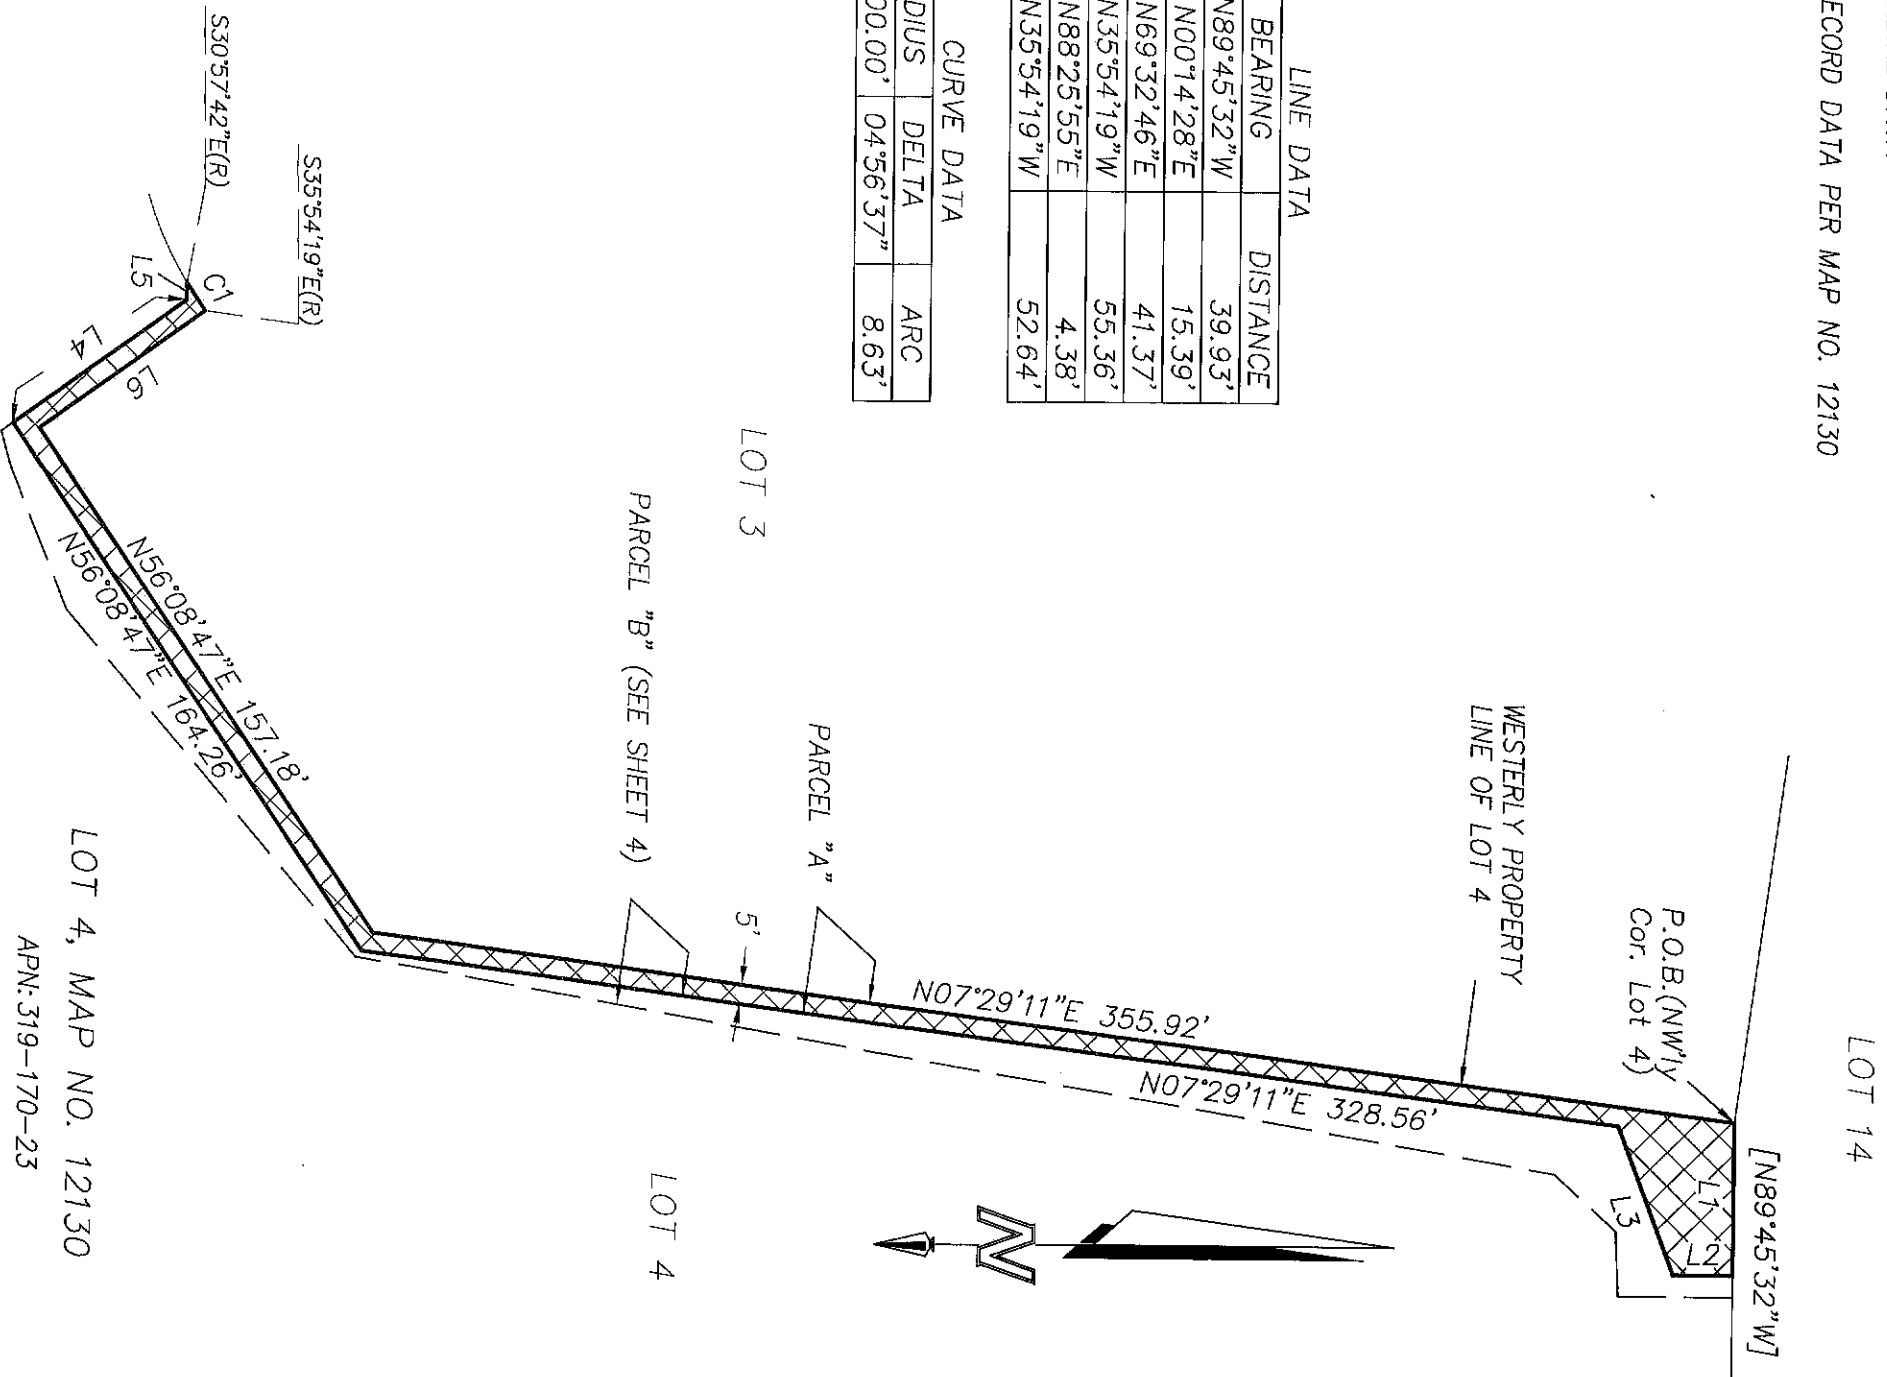 ECORD DATA PER MAP NO. 12130
LINE DATA
BEARING DISTANCE
N89°45'32"W 39.93'
N00°14'28"E 15.39'
N69°32'46"E 41.37'
N35°54'19"W 55.36'
N88°25'55"E 4.38'
N35°54'19"W 52.64'
CURVE DATA
DIUS DELTA ARC
00.00' 04°56'37" 8.63'
LOT 14
[N89°45'32"W]
P.O.B.(NW'ly
Cor. Lot 4)
L1
L2
L3
WESTERLY PROPERTY
LINE OF LOT 4
N07°29'11"E 355.92'
N07°29'11"E 328.56'
PARCEL "A"
5'
PARCEL "B" (SEE SHEET 4)
LOT 3
LOT 4
N
S35°54'19"E(R)
S30°57'42"E(R)
C1
L5
L4
L6
N56°08'47"E 157.18'
N56°08'47"E 164.26'
LOT 4, MAP NO. 12130
APN: 319-170-23